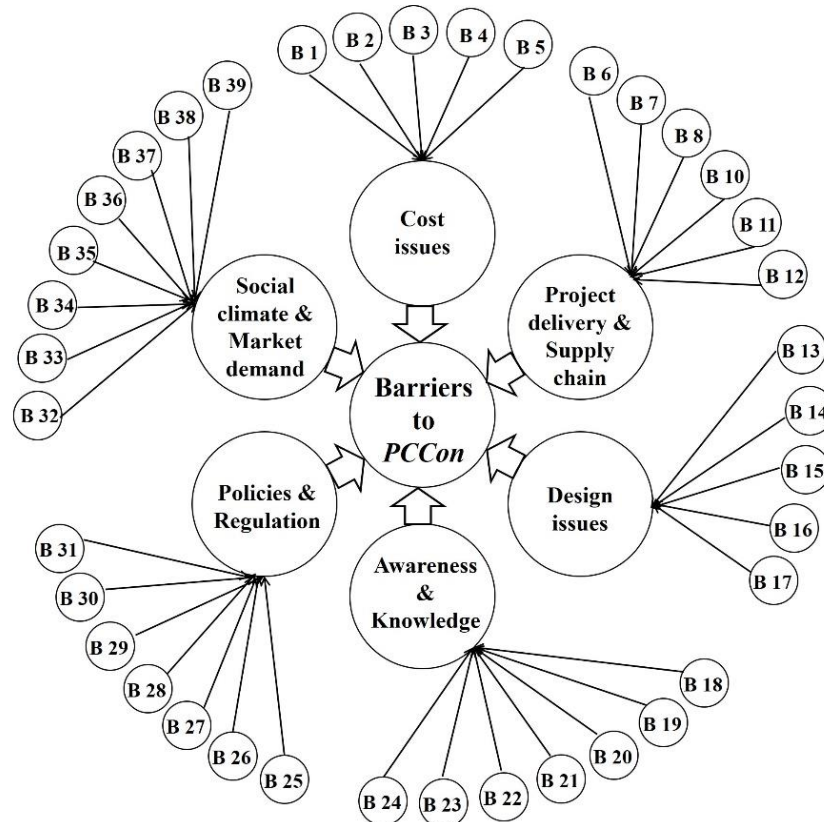 B 1
B 2
B 3
B 4
B 5
B 6
B 7
B 8
B 10
B 11
B 12
B 13
B 14
B 15
B 16
B 17
B 18
B 19
B 20
B 21
B 22
B 23
B 24
B 25
B 26
B 27
B 28
B 29
B 30
B 31
B 32
B 33
B 34
B 35
B 36
B 37
B 38
B 39
Cost
issues
Project
delivery &
Supply
chain
Design
issues
Awareness
&
Knowledge
Policies &
Regulation
Social
climate &
Market
demand
Barriers
to
PCCon